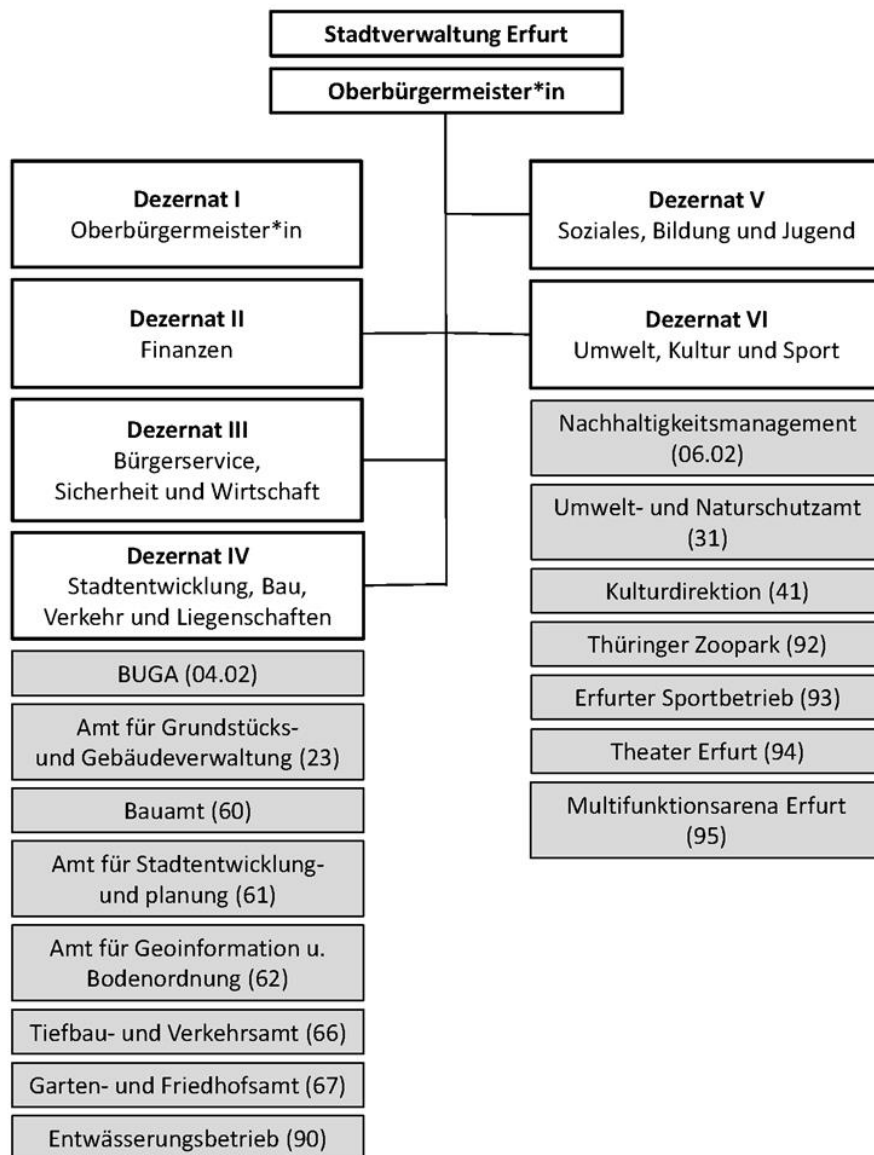 Stadtverwaltung Erfurt
Oberbürgermeister*in
Dezernat I
Oberbürgermeister*in
Dezernat II
Finanzen
Dezernat III
Bürgerservice,
Sicherheit und Wirtschaft
Dezernat IV
Stadtentwicklung, Bau,
Verkehr und Liegenschaften
BUGA (04.02)
Amt für Grundstücks-
und Gebäudeverwaltung (23)
Bauamt (60)
Amt für Stadtentwicklung-
und planung (61)
Amt für Geoinformation u.
Bodenordnung (62)
Tiefbau- und Verkehrsamt (66)
Garten- und Friedhofsamt (67)
Entwässerungsbetrieb (90)
Dezernat V
Soziales, Bildung und Jugend
Dezernat VI
Umwelt, Kultur und Sport
Nachhaltigkeitsmanagement
(06.02)
Umwelt- und Naturschutzamt
(31)
Kulturdirektion (41)
Thüringer Zoopark (92)
Erfurter Sportbetrieb (93)
Theater Erfurt (94)
Multifunktionsarena Erfurt
(95)